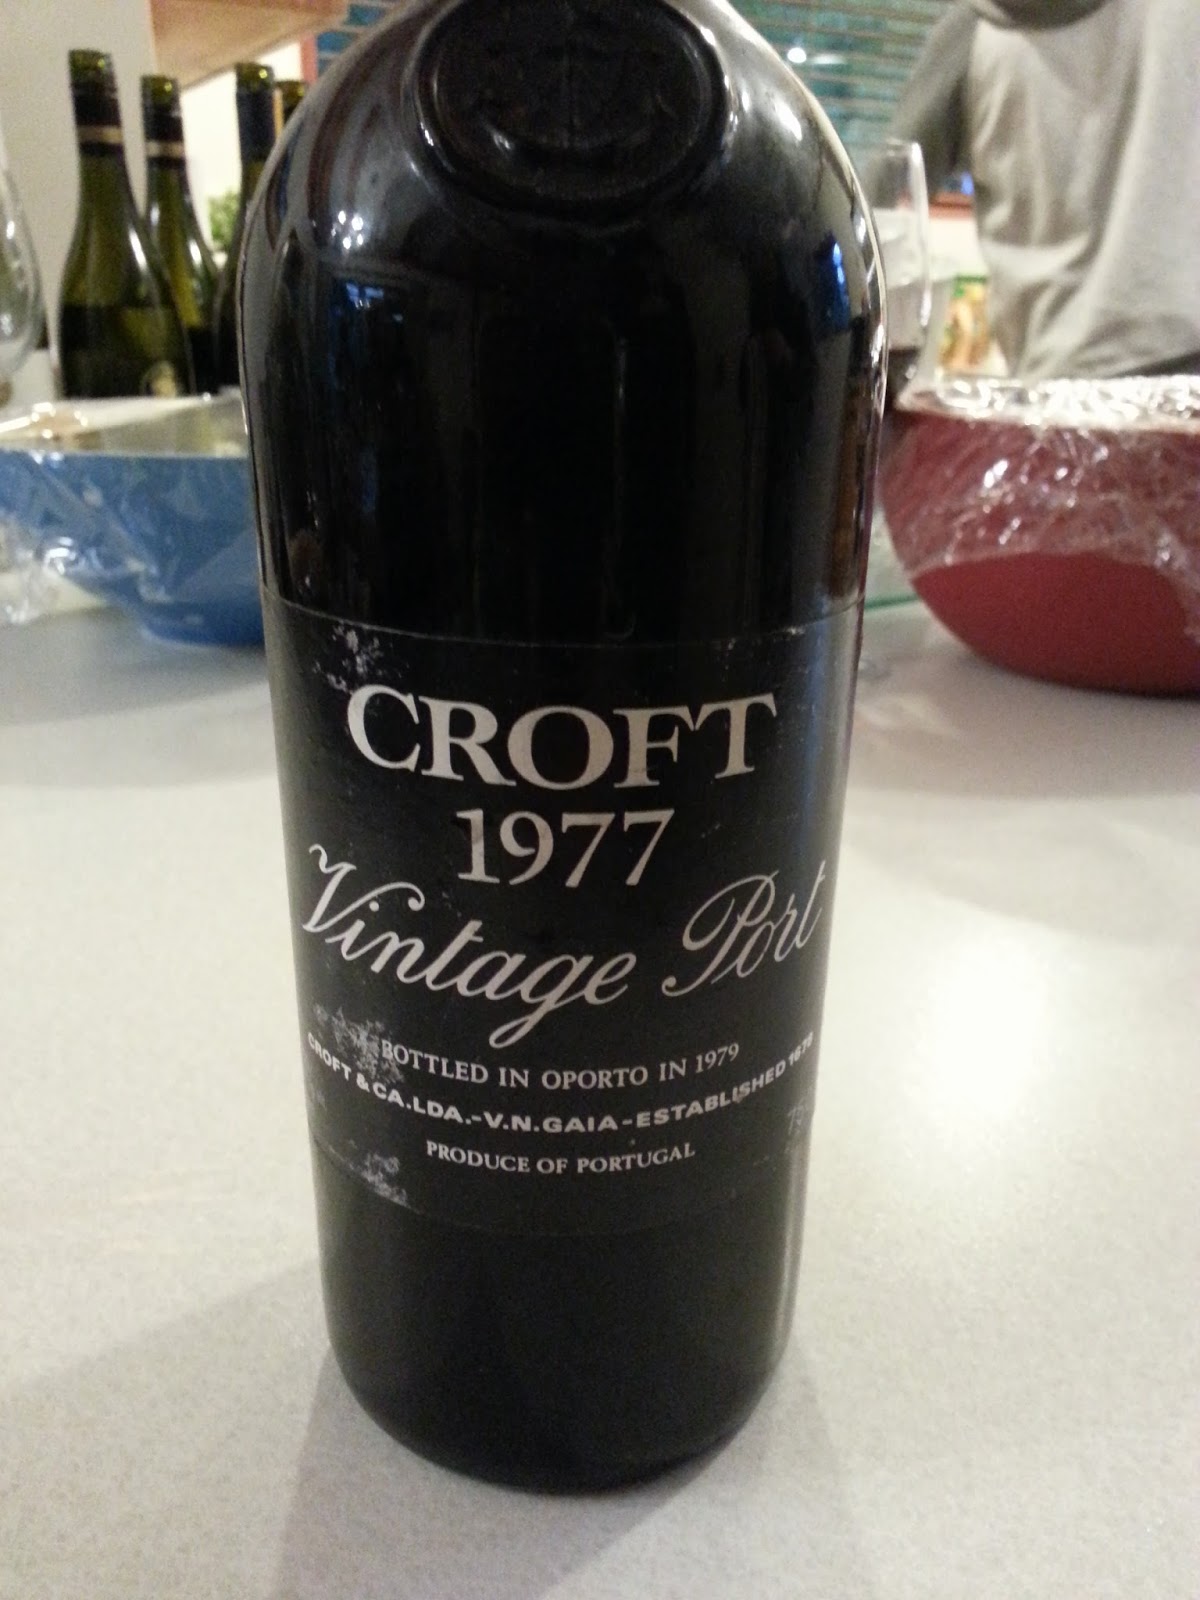 CROFT
1977
Vintage Port
BOTTLED IN OPORTO IN 1979
CROFT & CA.LDA.-V.N.GAIA-ESTABLISHED 1678
PRODUCE OF PORTUGAL